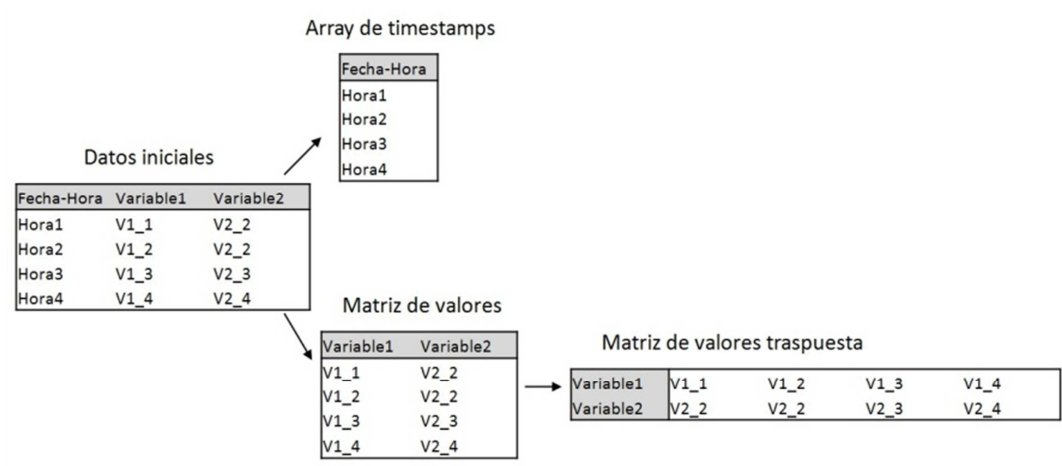 Array de timestamps
Fecha-Hora
Hora1
Hora2
Hora3
Hora4
Datos iniciales
Fecha-Hora Variable1 Variable2
Hora1 V1_1 V2_2
Hora2 V1_2 V2_2
Hora3 V1_3 V2_3
Hora4 V1_4 V2_4
Matriz de valores
Variable1 Variable2
V1_1 V2_2
V1_2 V2_2
V1_3 V2_3
V1_4 V2_4
Matriz de valores traspuesta
Variable1 V1_1 V1_2 V1_3 V1_4
Variable2 V2_2 V2_2 V2_3 V2_4